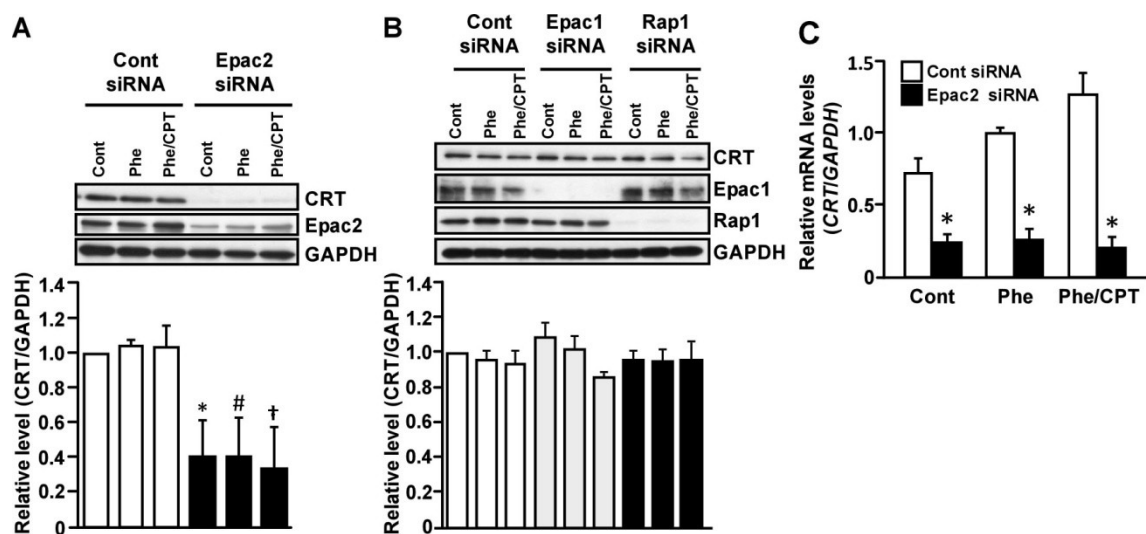 A
Cont
siRNA
Epac2
siRNA
Cont
Phe
Phe/CPT
Cont
Phe
Phe/CPT
CRT
Epac2
GAPDH
Relative level (CRT/GAPDH)
1.4
1.2
1.0
0.8
0.6
0.4
0.2
0
*
#
†
B
Cont
siRNA
Epac1
siRNA
Rap1
siRNA
Cont
Phe
Phe/CPT
Cont
Phe
Phe/CPT
Cont
Phe
Phe/CPT
CRT
Epac1
Rap1
GAPDH
Relative level (CRT/GAPDH)
1.4
1.2
1.0
0.8
0.6
0.4
0.2
0
C
Relative mRNA levels
(CRT/GAPDH)
1.5
1.0
0.5
0
Cont siRNA
Epac2 siRNA
*
*
*
Cont
Phe
Phe/CPT